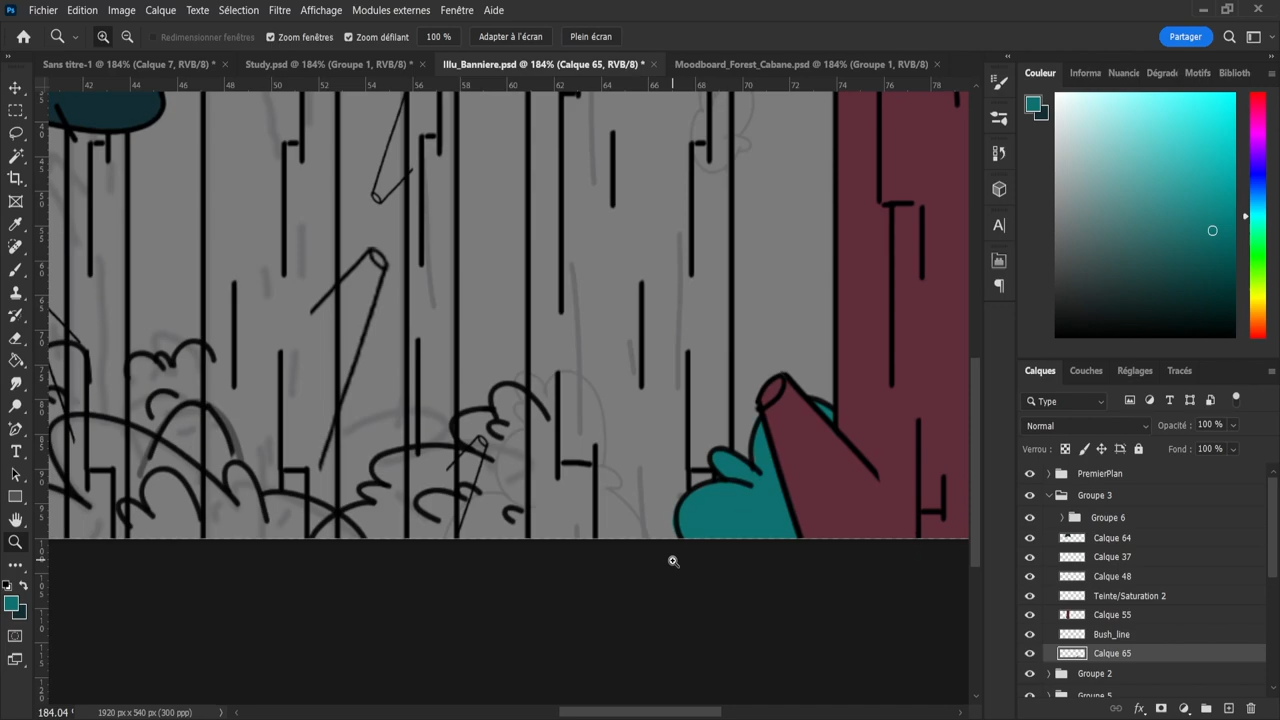 Ps Fichier Edition Image Calque Texte Sélection Filtre Affichage Modules externes Fenêtre Aide
Redimensionner fenêtres Zoom fenêtres Zoom défilant 100 % Adapter à l'écran Plein écran Partager
Sans titre-1 @ 184% (Calque 7, RVB/8) * × Study.psd @ 184% (Groupe 1, RVB/8) * × Illu_Banniere.psd @ 184% (Calque 65, RVB/8) * × Moodboard_Forest_Cabane.psd @ 184% (Groupe 1, RVB/8) ×
Couleur Informa Nuancie Dégradé Motifs Biblioth
42 44 46 48 50 52 54 56 58 60 62 64 66 68 70 72 74 76 78
Calques Couches Réglages Tracés
Type
Normal Opacité : 100 %
Verrou : Fond : 100 %
PremierPlan
Groupe 3
Groupe 6
Calque 64
Calque 37
Calque 48
Teinte/Saturation 2
Calque 55
Bush_line
Calque 65
Groupe 2
Groupe 5
184.04 % 1920 px x 540 px (300 ppp)